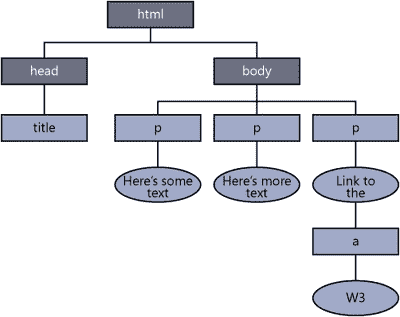 html
head
body
title
p
p
p
Here's some
text
Here's more
text
Link to
the
a
W3